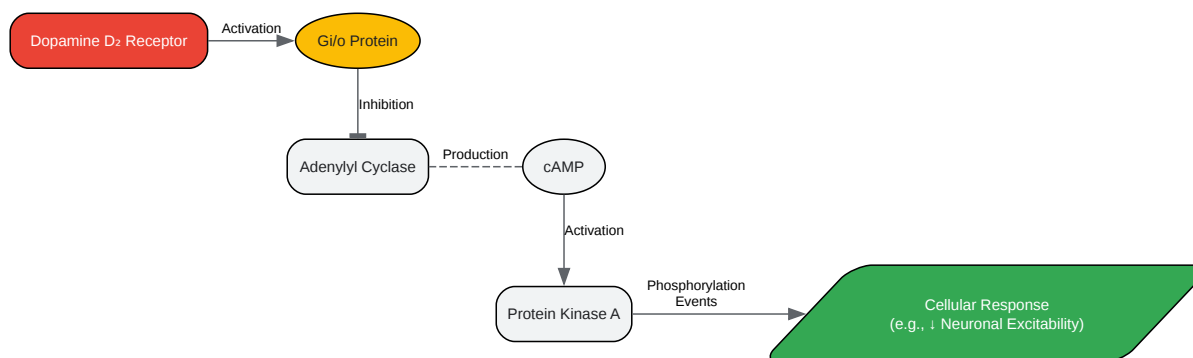 Dopamine D₂ Receptor
Activation
Gi/o Protein
Inhibition
Adenylyl Cyclase
Production
cAMP
Activation
Protein Kinase A
Phosphorylation
Events
Cellular Response
(e.g., ↓ Neuronal Excitability)